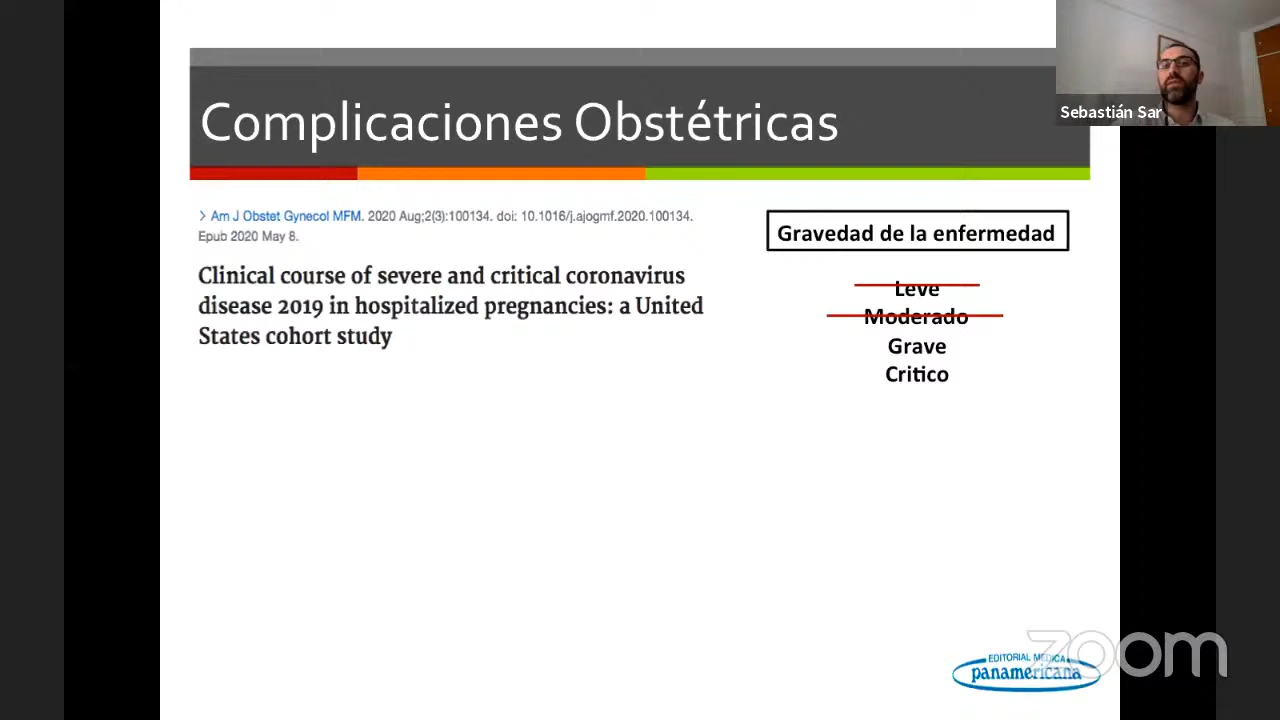 Complicaciones Obstétricas
Sebastián Sar
> Am J Obstet Gynecol MFM. 2020 Aug;2(3):100134. doi: 10.1016/j.ajogmf.2020.100134.
Epub 2020 May 8.
Clinical course of severe and critical coronavirus
disease 2019 in hospitalized pregnancies: a United
States cohort study
Gravedad de la enfermedad
Leve
Moderado
Grave
Critico
EDITORIAL MEDICA
panamericana
zoom